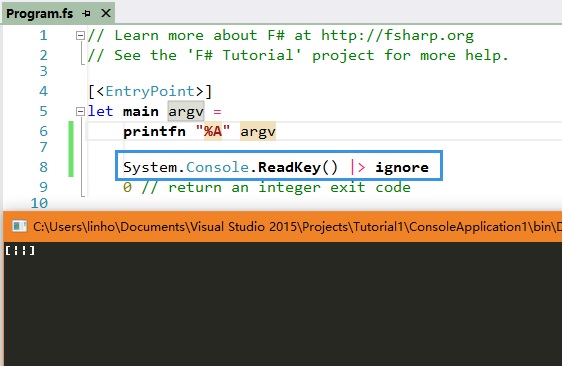 Program.fs
1 // Learn more about F# at http://fsharp.org
2 // See the 'F# Tutorial' project for more help.
3
4 [<EntryPoint>]
5 let main argv =
6 printfn "%A" argv
7
8 System.Console.ReadKey() |> ignore
9 0 // return an integer exit code
10
C:\Users\linho\Documents\Visual Studio 2015\Projects\Tutorial1\ConsoleApplication1\bin\D
[¦¦]